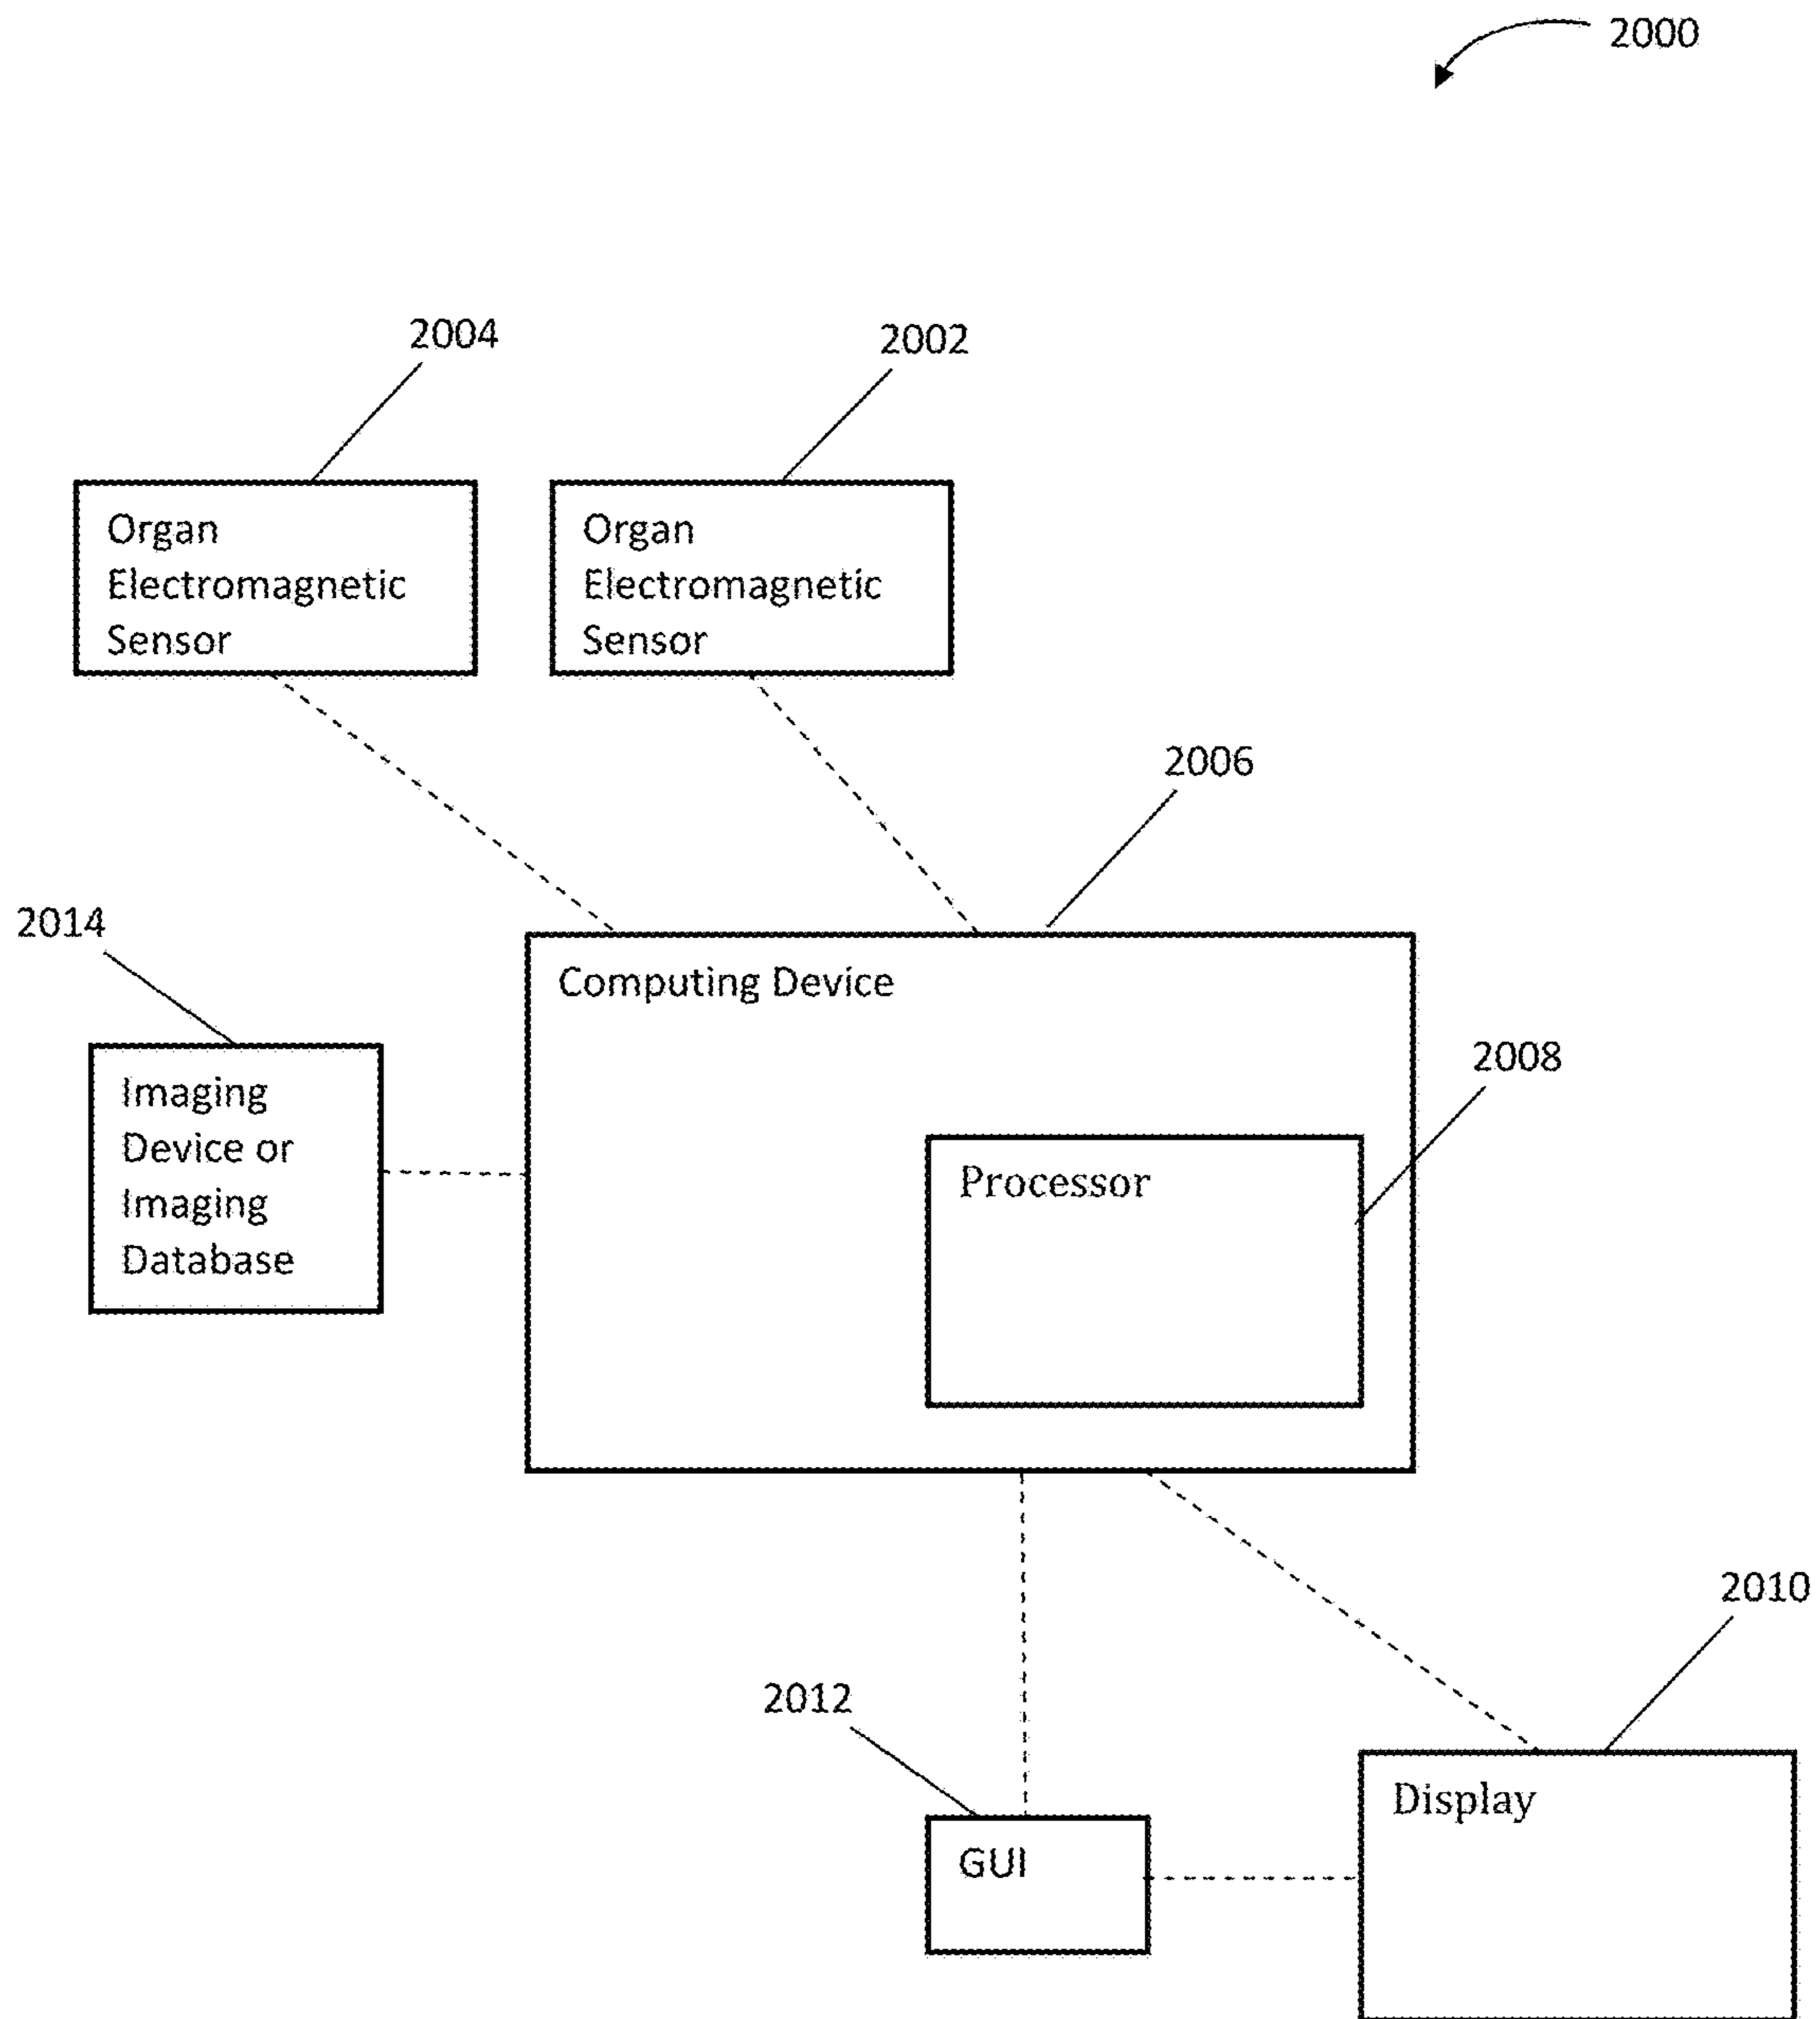 2000
2004
2002
Organ
Electromagnetic
Sensor
Organ
Electromagnetic
Sensor
2006
2014
Computing Device
2008
Imaging
Device or
Imaging
Database
Processor
2010
2012
Display
GUI